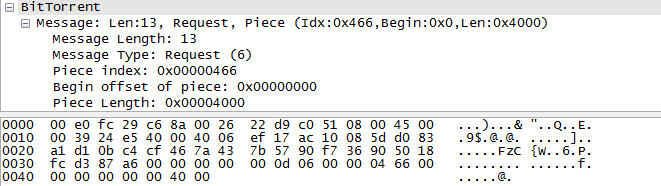 BitTorrent
Message: Len:13, Request, Piece (Idx:0x466,Begin:0x0,Len:0x4000)
Message Length: 13
Message Type: Request (6)
Piece index: 0x00000466
Begin offset of piece: 0x00000000
Piece Length: 0x00004000
0000 00 e0 fc 29 c6 8a 00 26 22 d9 c0 51 08 00 45 00 ...)...& "..Q..E.
0010 00 39 24 e5 40 00 40 06 ef 17 ac 10 08 5d d0 83 .9$.@.@. .....]..
0020 a1 d1 0b c4 cf 46 7a 43 7b 57 90 f7 36 90 50 18 .....FzC {W..6.P.
0030 fc d3 87 a6 00 00 00 00 00 0d 06 00 00 04 66 00 ........ ......f.
0040 00 00 00 00 00 40 00 .....@.